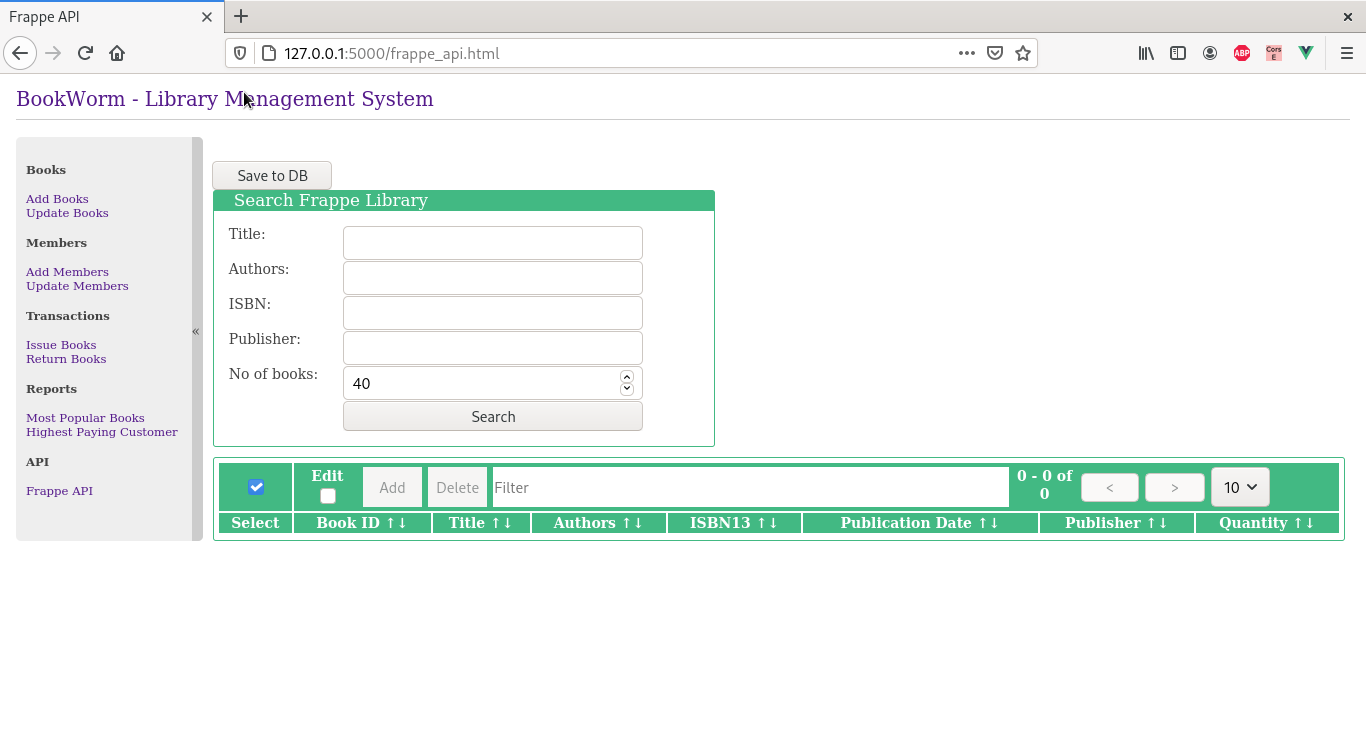 Frappe API
127.0.0.1:5000/frappe_api.html
ABP
Cors
E
BookWorm - Library Management System
Books
Add Books
Update Books
Members
Add Members
Update Members
Transactions
Issue Books
Return Books
Reports
Most Popular Books
Highest Paying Customer
API
Frappe API
«
Save to DB
Search Frappe Library
Title:
Authors:
ISBN:
Publisher:
No of books: 40
Search
Edit Add Delete Filter 0 - 0 of 0 < > 10
Select Book ID ↑↓ Title ↑↓ Authors ↑↓ ISBN13 ↑↓ Publication Date ↑↓ Publisher ↑↓ Quantity ↑↓